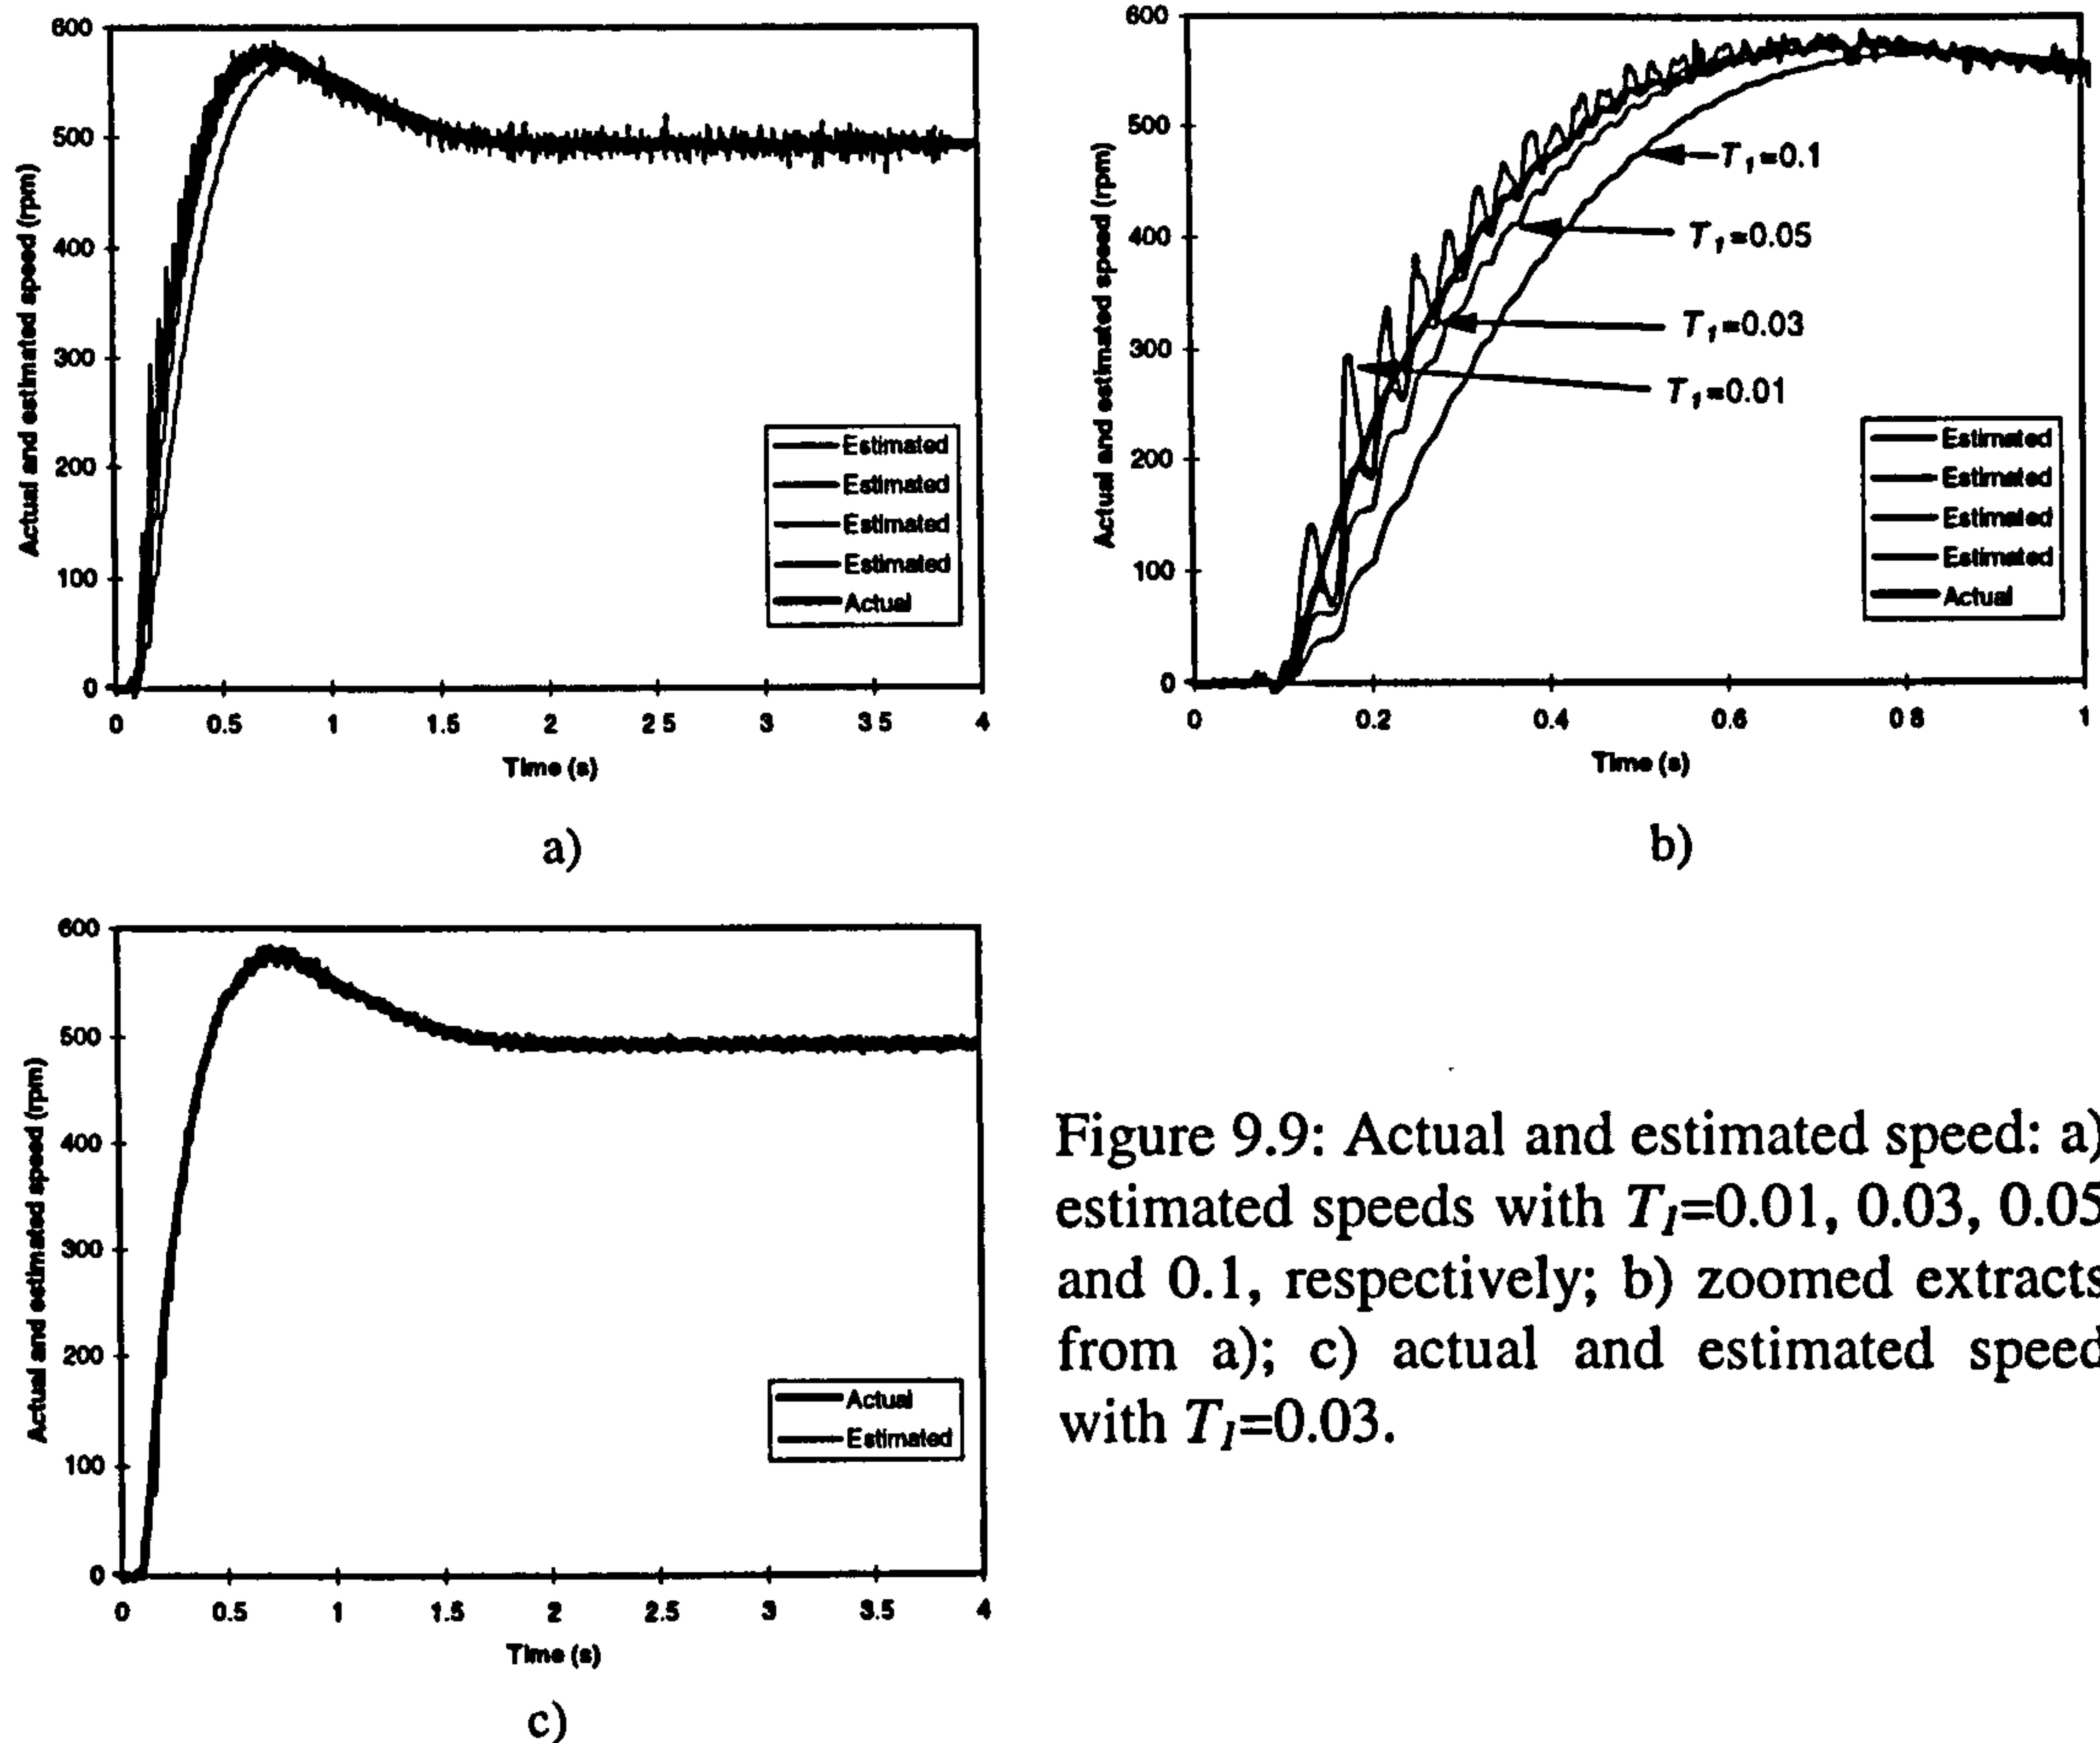 600
500
400
300
200
100
0
Actual and estimated speed (rpm)
Estimated
Estimated
Estimated
Estimated
Actual
0 0.5 1 1.5 2 2 5 3 3 5 4
Time (s)
a)
600
500
400
300
200
100
0
Actual and estimated speed (rpm)
T1=0.1
T1=0.05
T1=0.03
T1=0.01
Estimated
Estimated
Estimated
Estimated
Actual
0 0.2 0.4 0.6 0 8 1
Time (s)
b)
600
500
400
300
200
100
0
Actual and estimated speed (rpm)
Actual
Estimated
0 0.5 1 1.5 2 2.5 3 3.5 4
Time (s)
c)
Figure 9.9: Actual and estimated speed: a)
estimated speeds with T1=0.01, 0.03, 0.05
and 0.1, respectively; b) zoomed extracts
from a); c) actual and estimated speed
with T1=0.03.